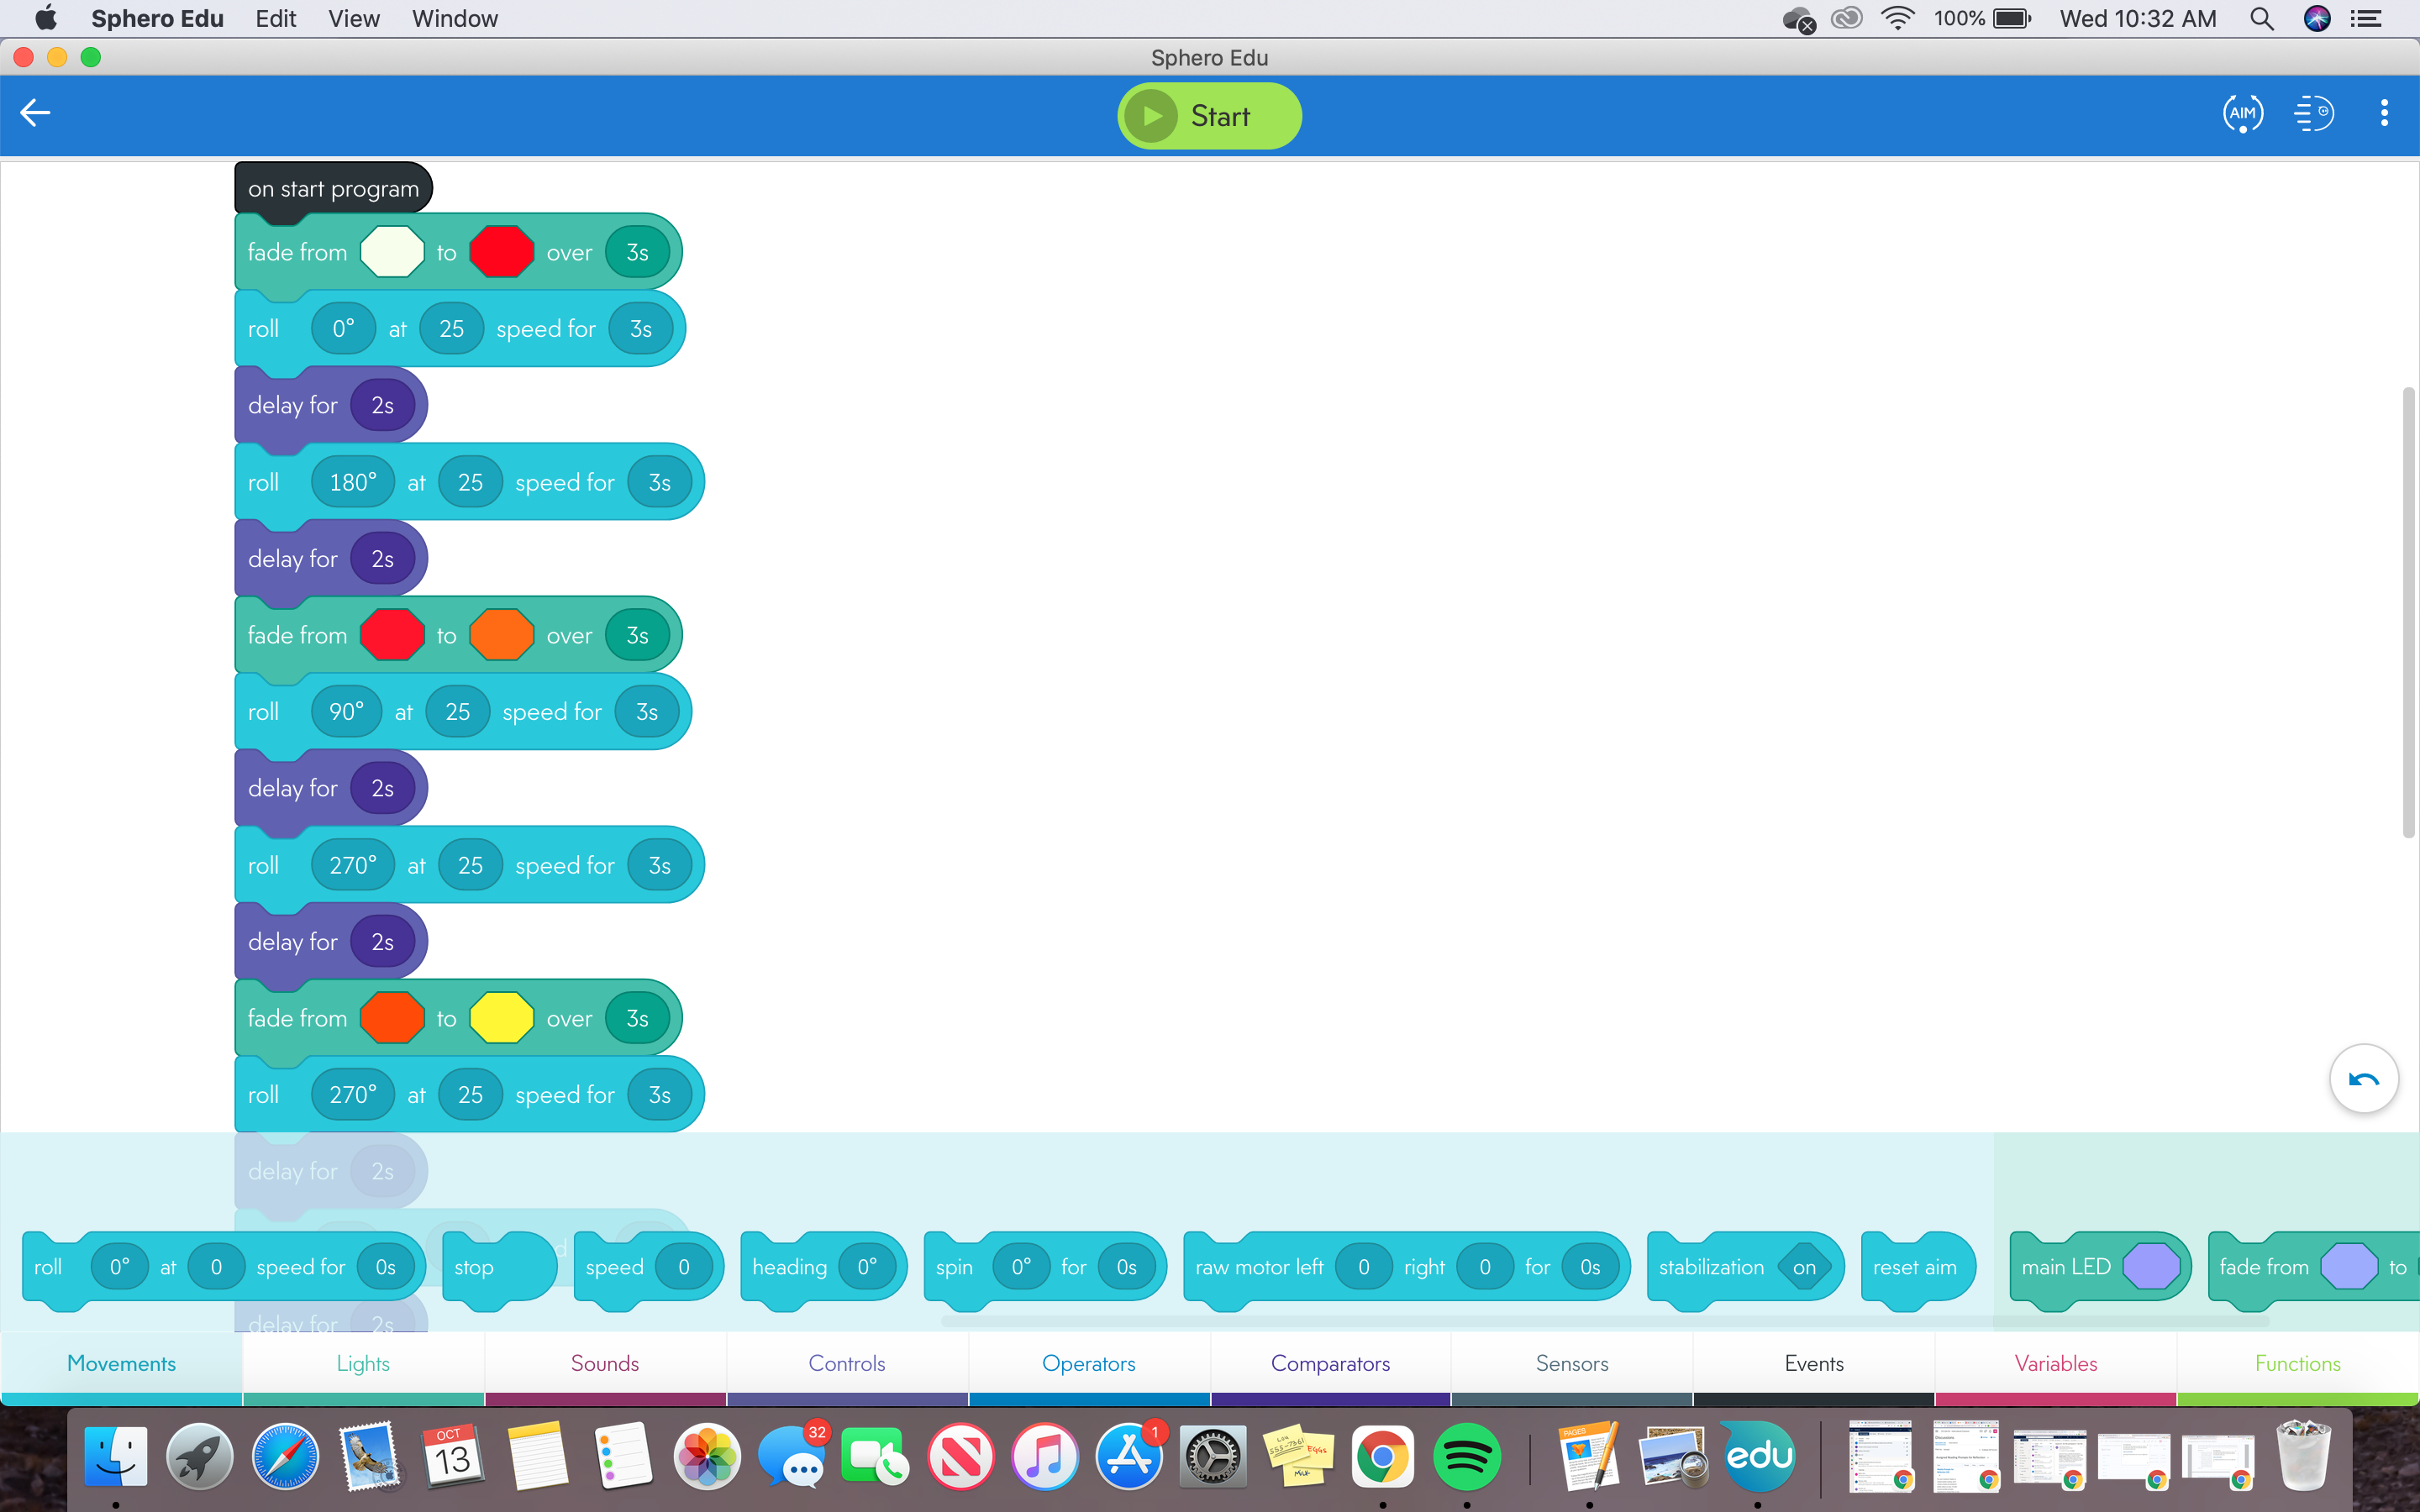 Sphero Edu Edit View Window 100% Wed 10:32 AM
Sphero Edu
Start AIM
on start program
fade from to over 3s
roll 0° at 25 speed for 3s
delay for 2s
roll 180° at 25 speed for 3s
delay for 2s
fade from to over 3s
roll 90° at 25 speed for 3s
delay for 2s
roll 270° at 25 speed for 3s
delay for 2s
fade from to over 3s
roll 270° at 25 speed for 3s
delay for 2s
roll 0° at 0 speed for 0s stop speed 0 heading 0° spin 0° for 0s raw motor left 0 right 0 for 0s stabilization on reset aim main LED fade from to
delay for 2s
Movements Lights Sounds Controls Operators Comparators Sensors Events Variables Functions
OCT
13
32
1
PAGES
edu